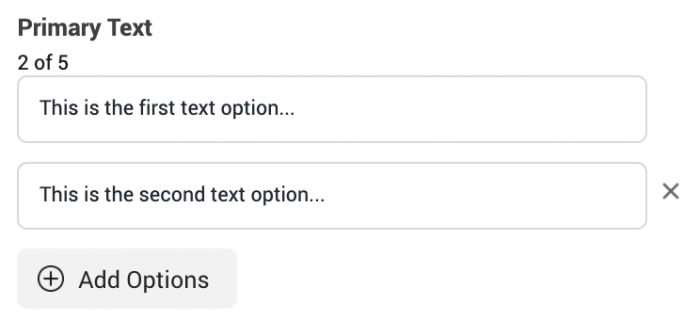 Primary Text
2 of 5
This is the first text option...
This is the second text option...
Add Options